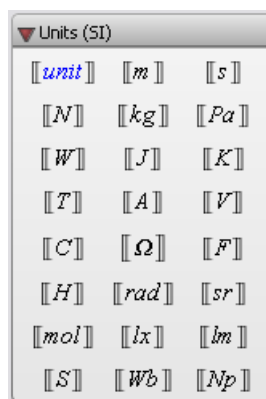 Units (SI)
⟦unit⟧ ⟦m⟧ ⟦s⟧
⟦N⟧ ⟦kg⟧ ⟦Pa⟧
⟦W⟧ ⟦J⟧ ⟦K⟧
⟦T⟧ ⟦A⟧ ⟦V⟧
⟦C⟧ ⟦Ω⟧ ⟦F⟧
⟦H⟧ ⟦rad⟧ ⟦sr⟧
⟦mol⟧ ⟦lx⟧ ⟦lm⟧
⟦S⟧ ⟦Wb⟧ ⟦Np⟧